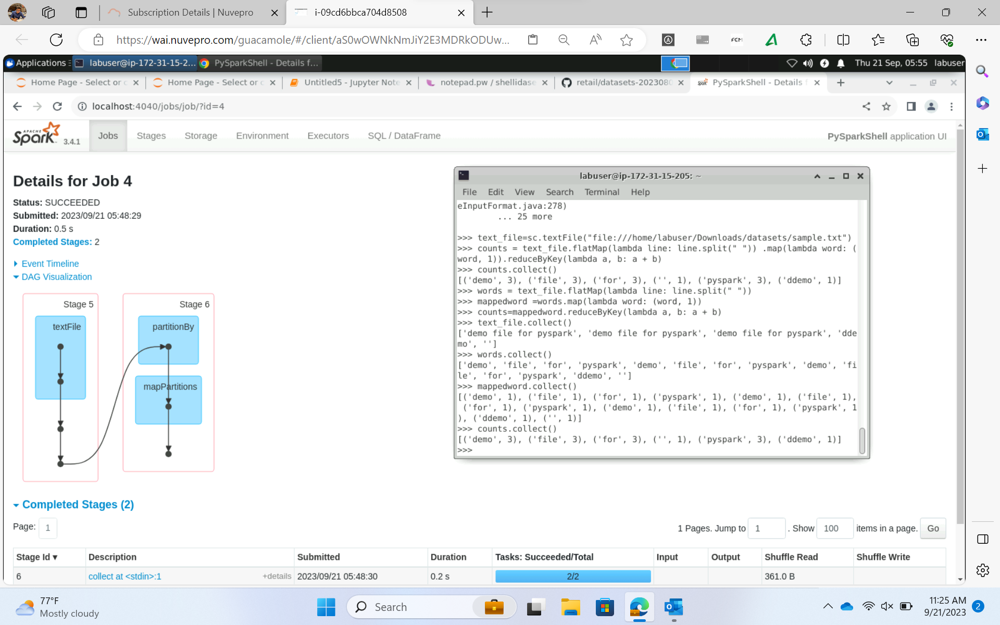 Subscription Details | Nuvepro
i-09cd6bbca704d8508
https://wai.nuvepro.com/guacamole/#/client/aS0wOWNkNmJiY2E3MDRkODUw...
FCM
Applications
labuser@ip-172-31-15-2...
PySparkShell - Details f...
Thu 21 Sep, 05:55 labuser
Home Page - Select or c
Home Page - Select or c
Untitled5 - Jupyter Note
notepad.pw / shellidase
retail/datasets-2023080
PySparkShell - Details f
localhost:4040/jobs/job/?id=4
APACHE
Spark 3.4.1
Jobs Stages Storage Environment Executors SQL / DataFrame
PySparkShell application UI
Details for Job 4
Status: SUCCEEDED
Submitted: 2023/09/21 05:48:29
Duration: 0.5 s
Completed Stages: 2
Event Timeline
DAG Visualization
Stage 5
textFile
Stage 6
partitionBy
mapPartitions
labuser@ip-172-31-15-205: ~
File Edit View Search Terminal Help
eInputFormat.java:278)
... 25 more
>>> text_file=sc.textFile("file:///home/labuser/Downloads/datasets/sample.txt")
>>> counts = text_file.flatMap(lambda line: line.split(" ")) .map(lambda word: (
word, 1)).reduceByKey(lambda a, b: a + b)
>>> counts.collect()
[('demo', 3), ('file', 3), ('for', 3), ('', 1), ('pyspark', 3), ('ddemo', 1)]
>>> words = text_file.flatMap(lambda line: line.split(" "))
>>> mappedword =words.map(lambda word: (word, 1))
>>> counts=mappedword.reduceByKey(lambda a, b: a + b)
>>> text_file.collect()
['demo file for pyspark', 'demo file for pyspark', 'demo file for pyspark', 'dde
mo', '']
>>> words.collect()
['demo', 'file', 'for', 'pyspark', 'demo', 'file', 'for', 'pyspark', 'demo', 'fi
le', 'for', 'pyspark', 'ddemo', '']
>>> mappedword.collect()
[('demo', 1), ('file', 1), ('for', 1), ('pyspark', 1), ('demo', 1), ('file', 1),
('for', 1), ('pyspark', 1), ('demo', 1), ('file', 1), ('for', 1), ('pyspark', 1
), ('ddemo', 1), ('', 1)]
>>> counts.collect()
[('demo', 3), ('file', 3), ('for', 3), ('', 1), ('pyspark', 3), ('ddemo', 1)]
>>>
Completed Stages (2)
Page: 1
1 Pages. Jump to 1 . Show 100 items in a page. Go
Stage Id ▾ Description Submitted Duration Tasks: Succeeded/Total Input Output Shuffle Read Shuffle Write
6 collect at <stdin>:1 +details 2023/09/21 05:48:30 0.2 s 2/2 361.0 B
77°F
Mostly cloudy
Search
11:25 AM
9/21/2023
2